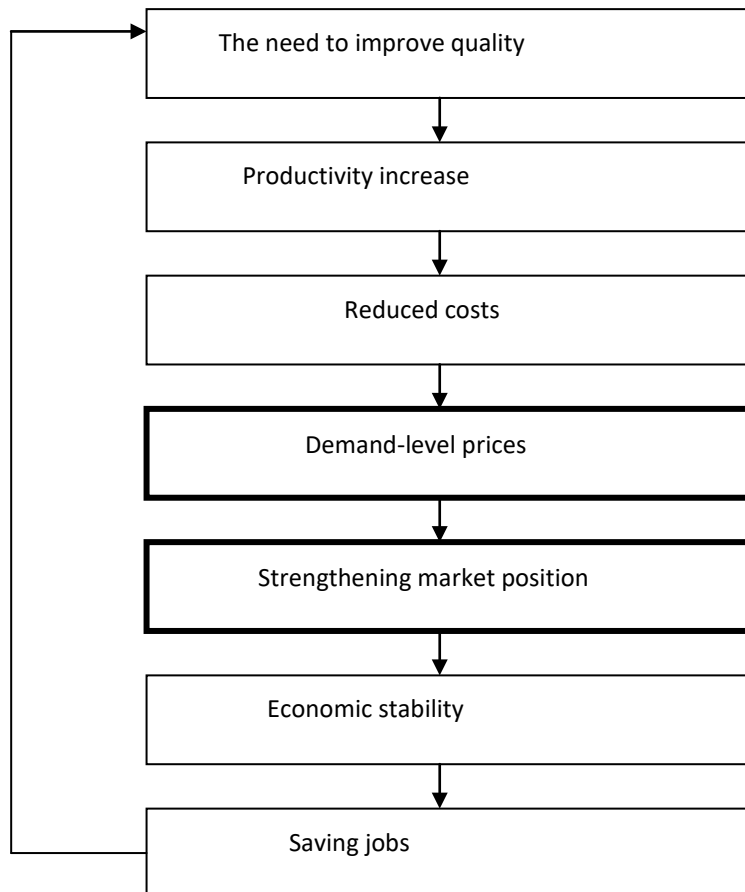 The need to improve quality
Productivity increase
Reduced costs
Demand-level prices
Strengthening market position
Economic stability
Saving jobs